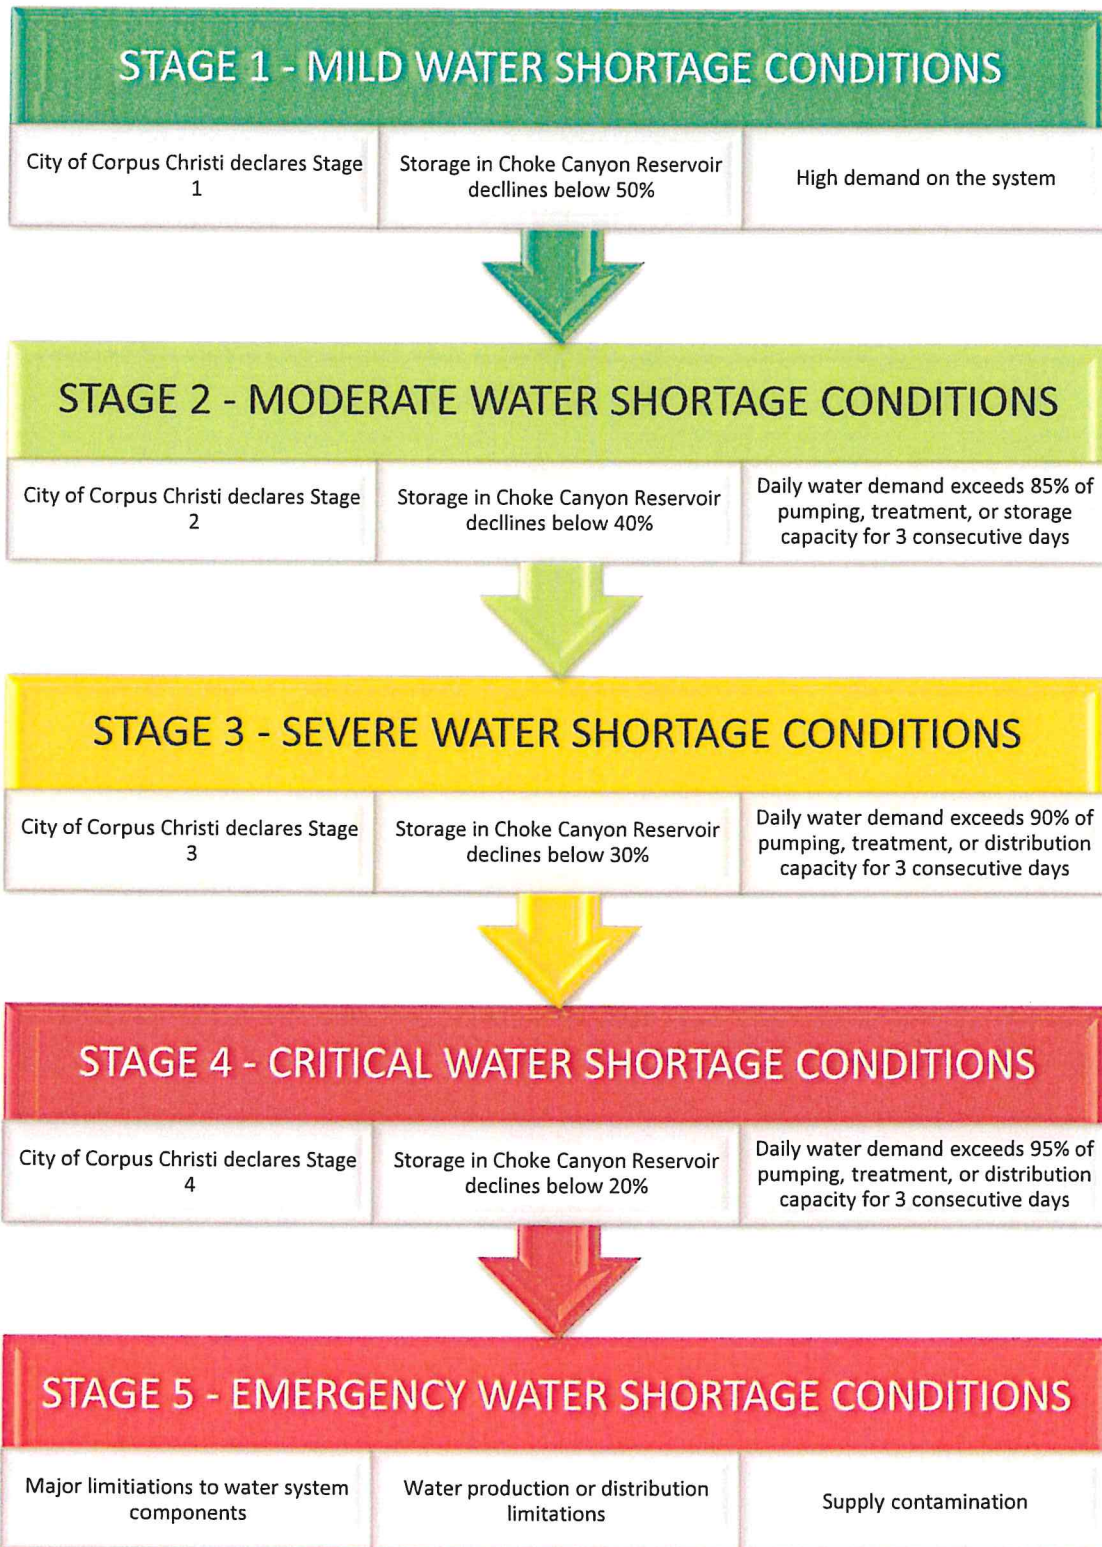 STAGE 1 - MILD WATER SHORTAGE CONDITIONS
City of Corpus Christi declares Stage
1
Storage in Choke Canyon Reservoir
decllines below 50%
High demand on the system
STAGE 2 - MODERATE WATER SHORTAGE CONDITIONS
City of Corpus Christi declares Stage
2
Storage in Choke Canyon Reservoir
decllines below 40%
Daily water demand exceeds 85% of
pumping, treatment, or storage
capacity for 3 consecutive days
STAGE 3 - SEVERE WATER SHORTAGE CONDITIONS
City of Corpus Christi declares Stage
3
Storage in Choke Canyon Reservoir
declines below 30%
Daily water demand exceeds 90% of
pumping, treatment, or distribution
capacity for 3 consecutive days
STAGE 4 - CRITICAL WATER SHORTAGE CONDITIONS
City of Corpus Christi declares Stage
4
Storage in Choke Canyon Reservoir
declines below 20%
Daily water demand exceeds 95% of
pumping, treatment, or distribution
capacity for 3 consecutive days
STAGE 5 - EMERGENCY WATER SHORTAGE CONDITIONS
Major limitiations to water system
components
Water production or distribution
limitations
Supply contamination